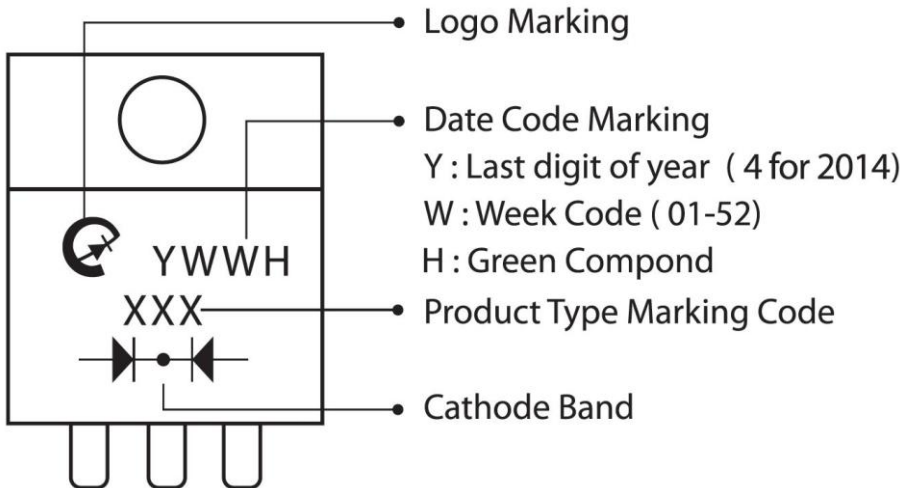 Logo Marking
Date Code Marking
Y : Last digit of year ( 4 for 2014)
W : Week Code ( 01-52)
H : Green Compond
YWWH
XXX
Product Type Marking Code
Cathode Band